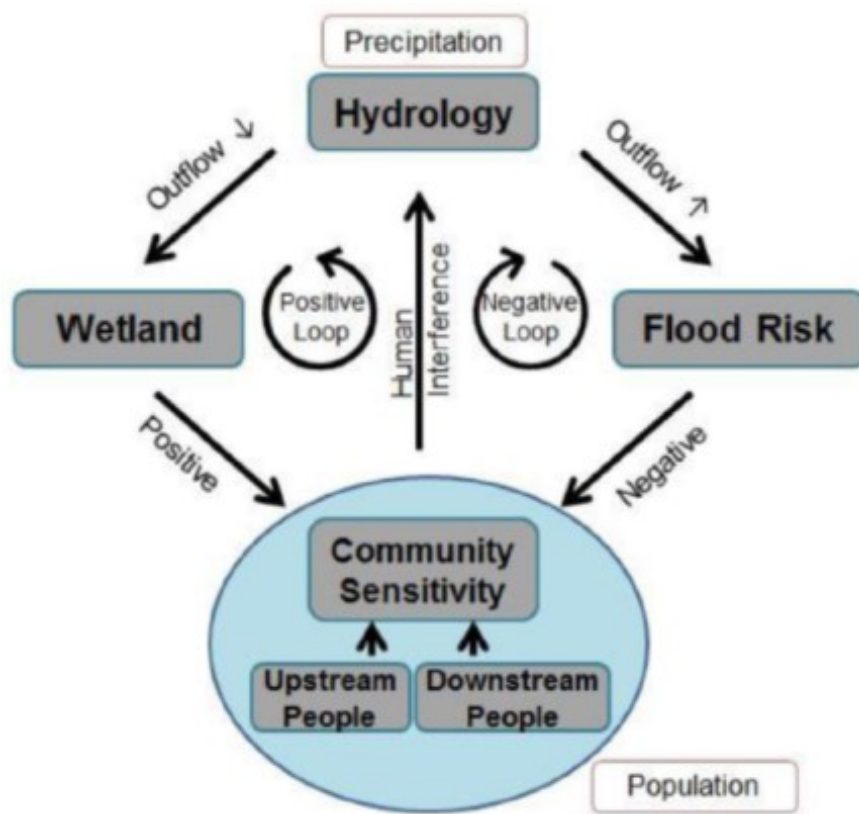 Precipitation
Hydrology
Outflow ↘
Outflow ↗
Wetland
Positive
Loop
Human
Interference
Negative
Loop
Flood Risk
Positive
Negative
Community
Sensitivity
Upstream
People
Downstream
People
Population